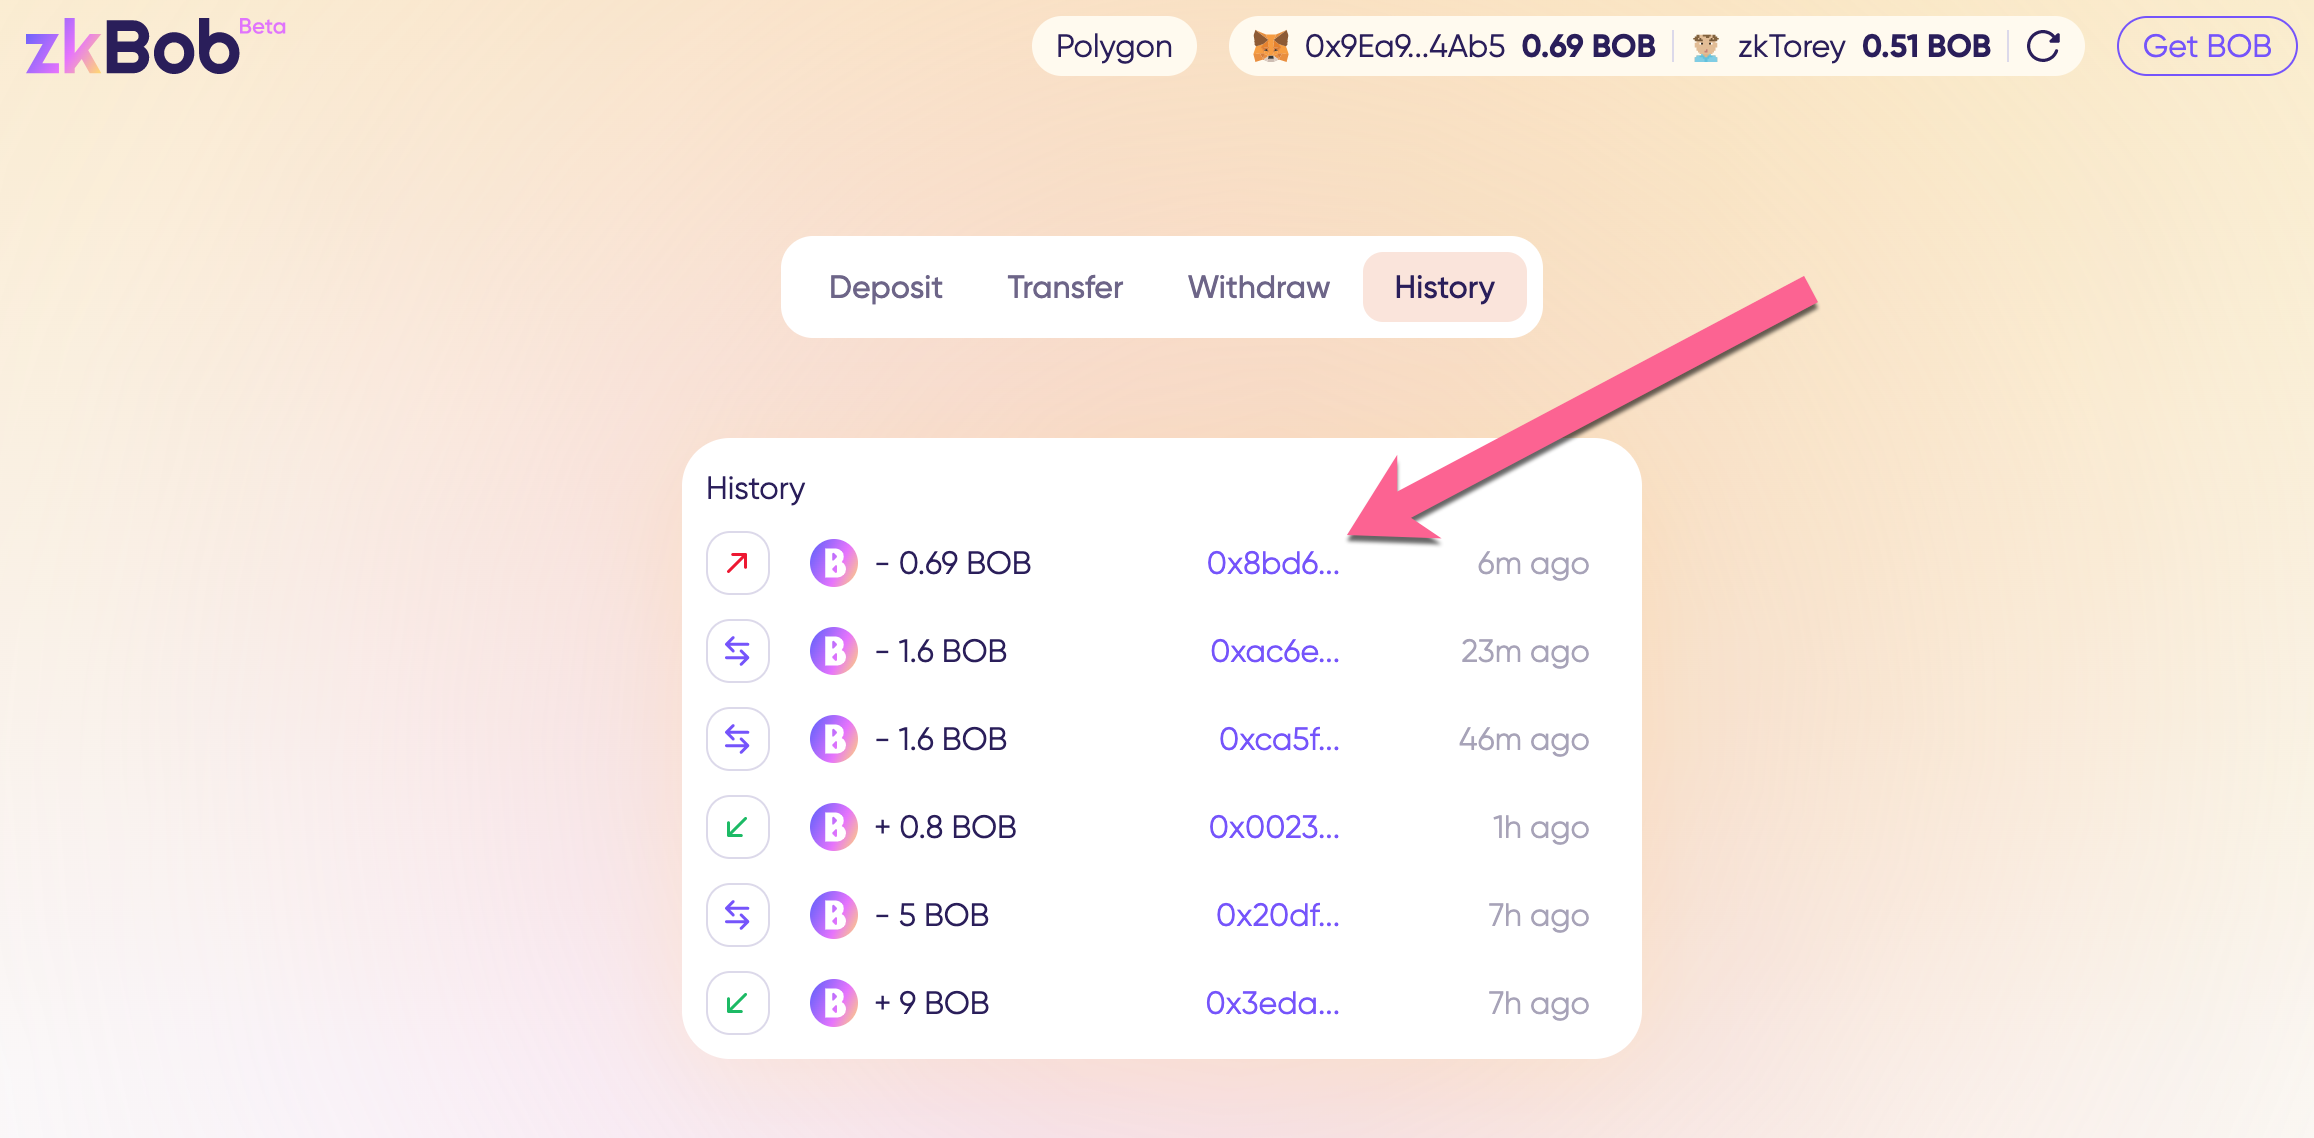 zkBob Beta
Polygon
0x9Ea9...4Ab5 0.69 BOB zkTorey 0.51 BOB
Get BOB
Deposit Transfer Withdraw History
History
- 0.69 BOB 0x8bd6... 6m ago
- 1.6 BOB 0xac6e... 23m ago
- 1.6 BOB 0xca5f... 46m ago
+ 0.8 BOB 0x0023... 1h ago
- 5 BOB 0x20df... 7h ago
+ 9 BOB 0x3eda... 7h ago